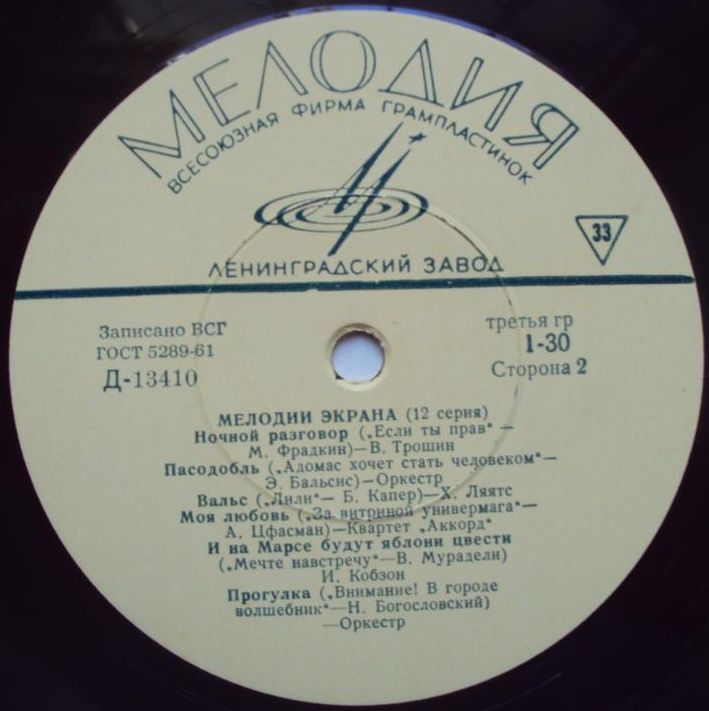 МЕЛОДИЯ
ВСЕСОЮЗНАЯ ФИРМА ГРАМПЛАСТИНОК
ЛЕНИНГРАДСКИЙ ЗАВОД
33
Записано ВСГ
ГОСТ 5289-61
Д-13410
третья гр
1-30
Сторона 2
МЕЛОДИИ ЭКРАНА (12 серия)
Ночной разговор („Если ты прав“ —
М. Фрадкин)—В. Трошин
Пасодобль („Адомас хочет стать человеком“—
Э. Бальсис)—Оркестр
Вальс („Лили“— Б. Капер)—Х. Ляятс
Моя любовь („За витриной универмага“—
А. Цфасман)—Квартет „Аккорд“
И на Марсе будут яблони цвести
(„Мечте навстречу“—В. Мурадели)
И. Кобзон
Прогулка („Внимание! В городе
волшебник“—Н. Богословский)
—Оркестр